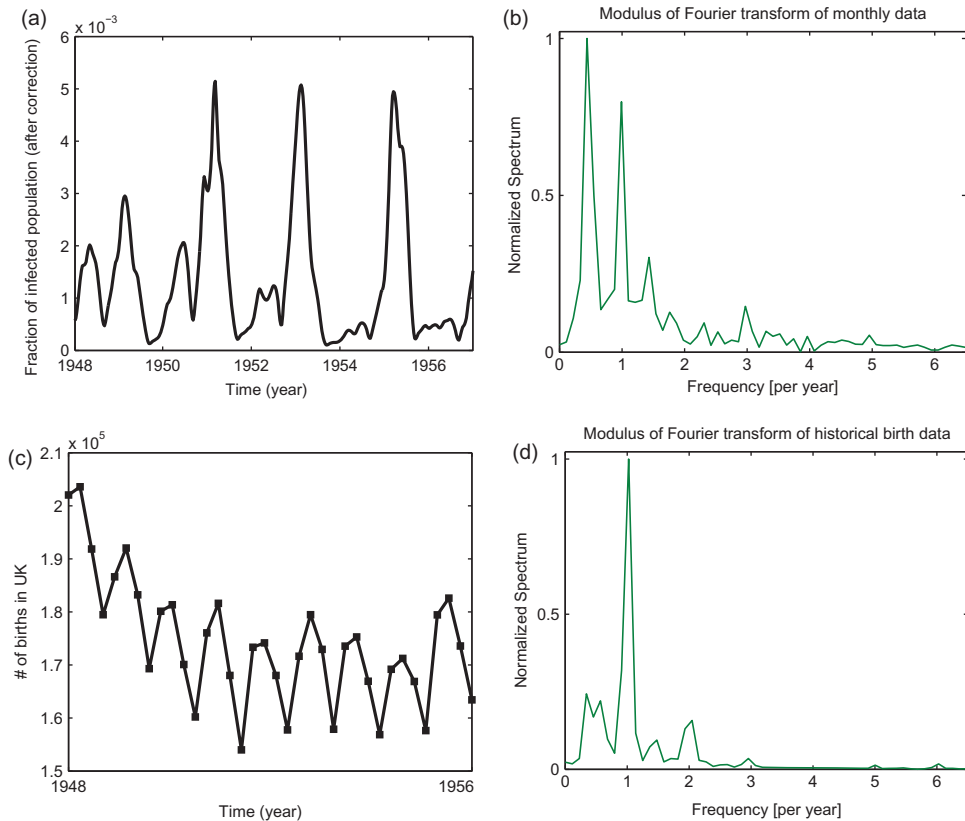 (a)
x 10⁻³
6
5
4
3
2
1
0
1948 1950 1952 1954 1956
Time (year)
Fraction of infected population (after correction)
(b)
Modulus of Fourier transform of monthly data
1
0.5
0
0 1 2 3 4 5 6
Frequency [per year]
Normalized Spectrum
(c)
x 10⁵
2.1
2
1.9
1.8
1.7
1.6
1.5
1948 1956
Time (year)
# of births in UK
Modulus of Fourier transform of historical birth data
(d)
1
0.5
0
0 1 2 3 4 5 6
Frequency [per year]
Normalized Spectrum